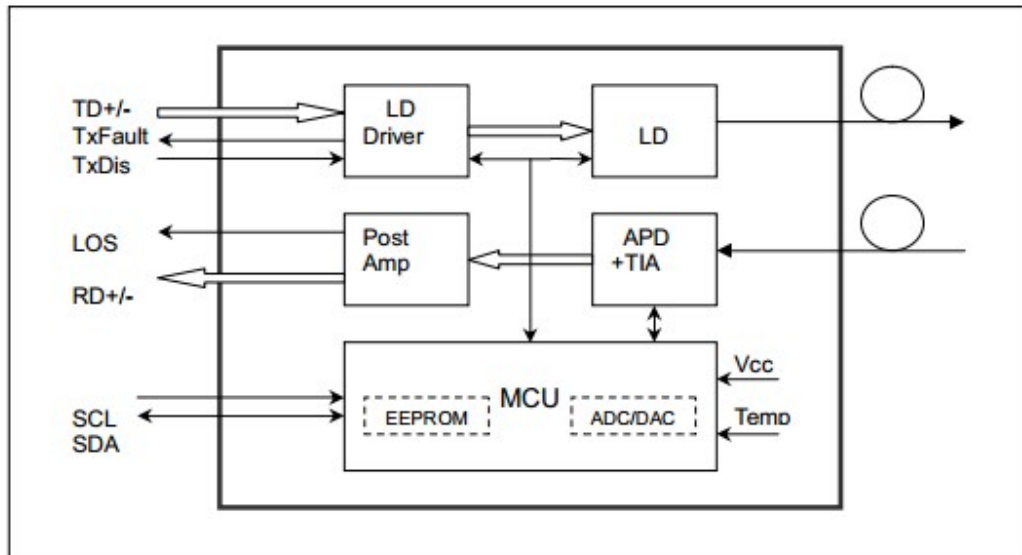 TD+/-
TxFault
TxDis
LD
Driver
LD
LOS
RD+/-
Post
Amp
APD
+TIA
SCL
SDA
MCU
EEPROM
ADC/DAC
Vcc
Temp